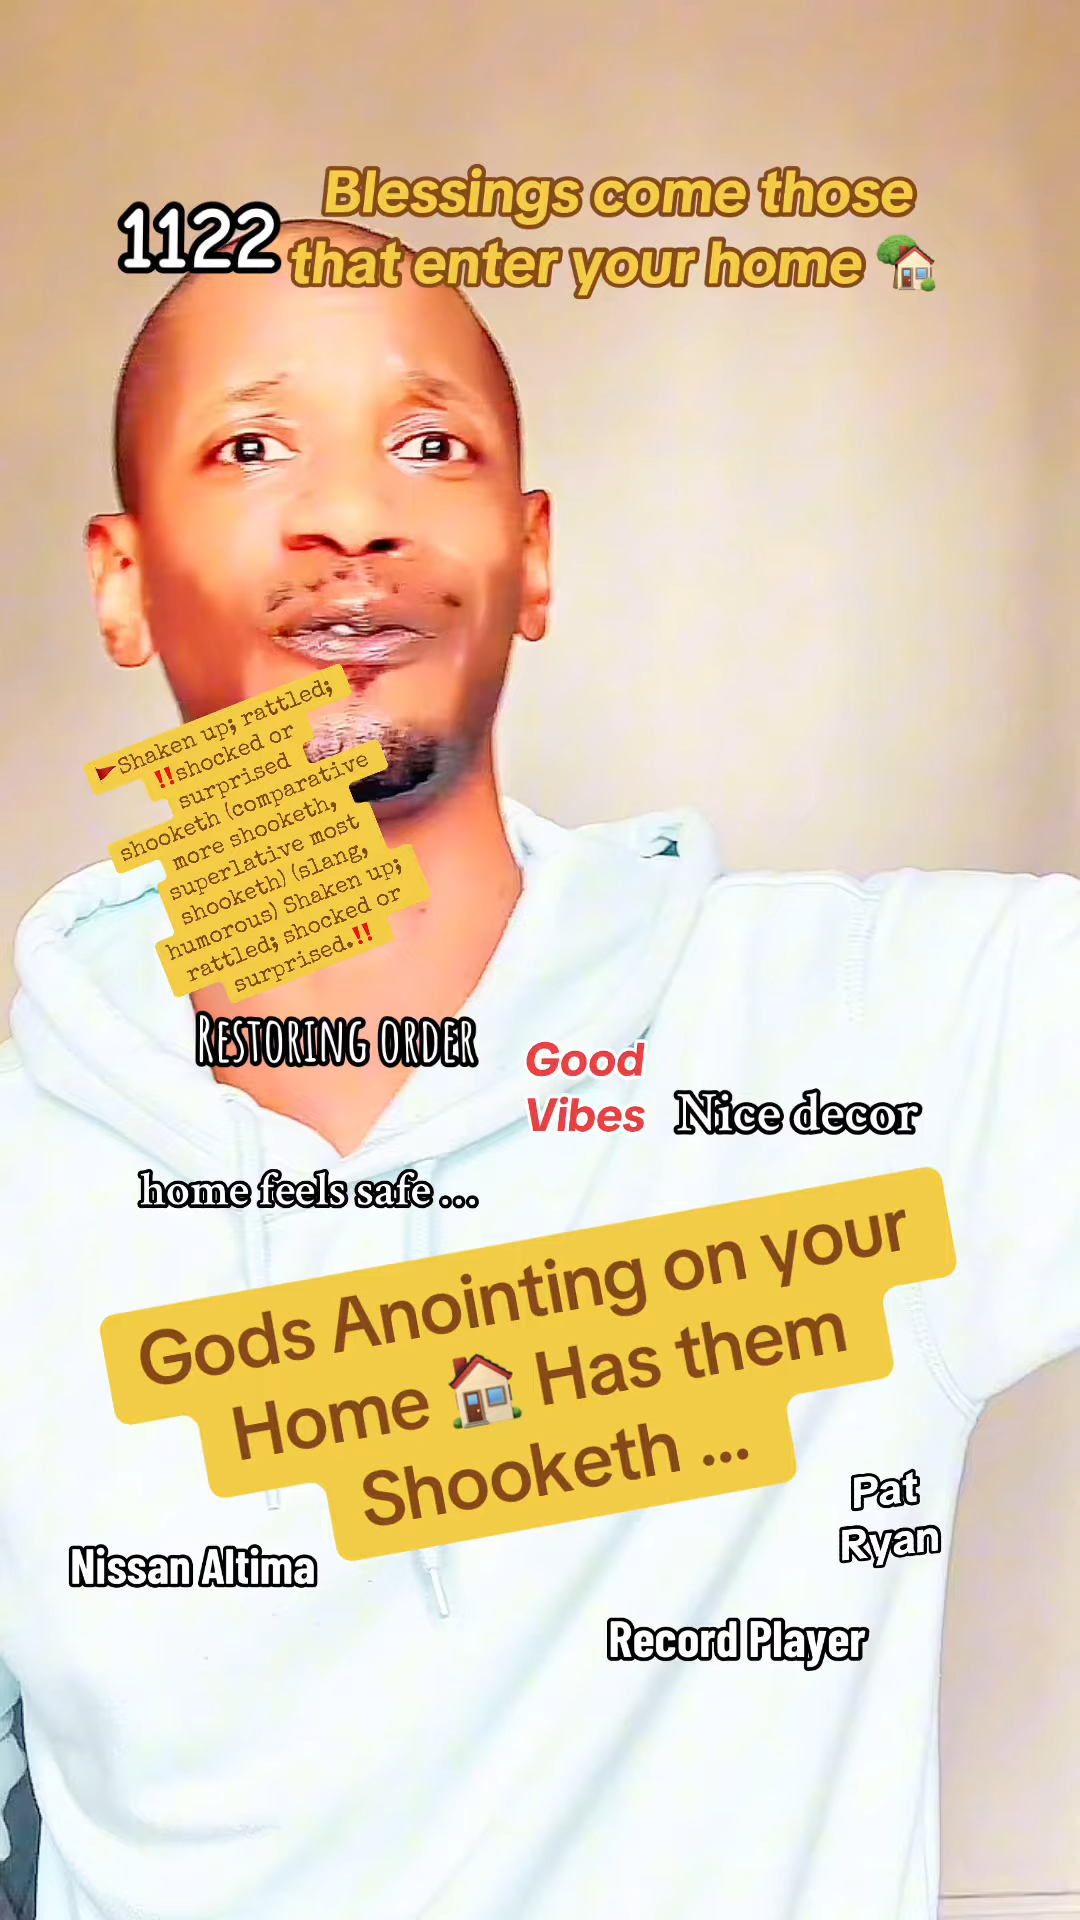 1122
Blessings come those
that enter your home 🏡
🚩Shaken up; rattled;
‼️shocked or
surprised
shooketh (comparative
more shooketh,
superlative most
shooketh) (slang,
humorous) Shaken up;
rattled; shocked or
surprised.‼️
Restoring order
Good
Vibes
Nice decor
home feels safe ...
Gods Anointing on your
Home 🏠 Has them
Shooketh ...
Pat
Ryan
Nissan Altima
Record Player